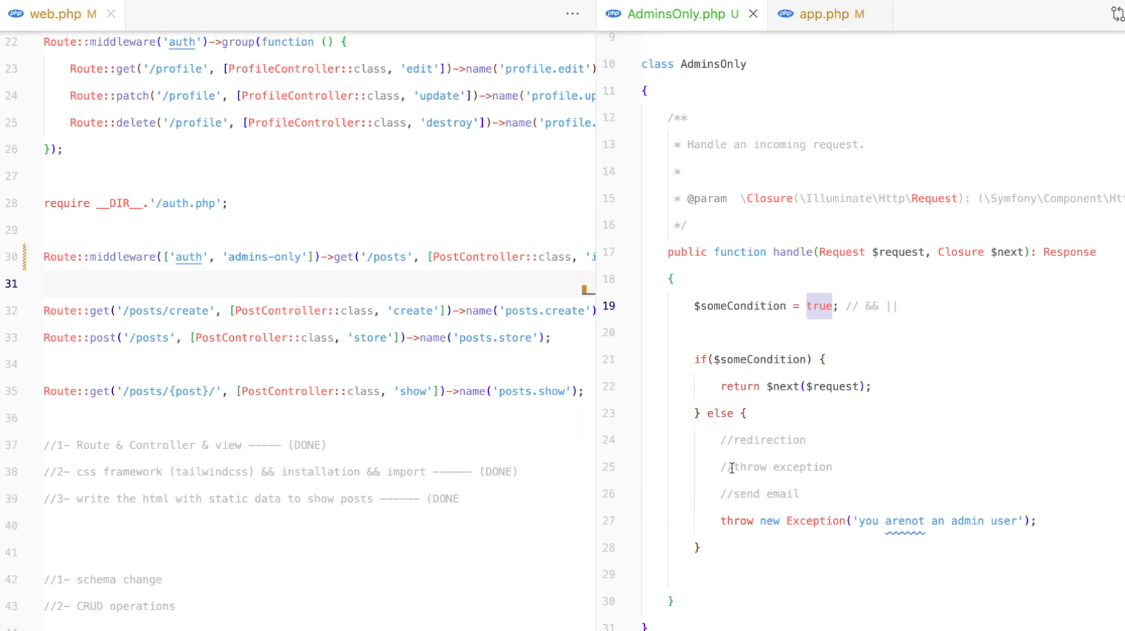 php web.php M
php AdminsOnly.php U
php app.php M
22 Route::middleware('auth')->group(function () {
23 Route::get('/profile', [ProfileController::class, 'edit'])->name('profile.edit')
24 Route::patch('/profile', [ProfileController::class, 'update'])->name('profile.up
25 Route::delete('/profile', [ProfileController::class, 'destroy'])->name('profile.
26 });
27
28 require __DIR__.'/auth.php';
29
30 Route::middleware(['auth', 'admins-only'])->get('/posts', [PostController::class, 'i
31
32 Route::get('/posts/create', [PostController::class, 'create'])->name('posts.create')
33 Route::post('/posts', [PostController::class, 'store'])->name('posts.store');
34
35 Route::get('/posts/{post}/', [PostController::class, 'show'])->name('posts.show');
36
37 //1- Route & Controller & view ----- (DONE)
38 //2- css framework (tailwindcss) && installation && import ------ (DONE)
39 //3- write the html with static data to show posts ------ (DONE
40
41
42 //1- schema change
43 //2- CRUD operations
9
10 class AdminsOnly
11 {
12 /**
13 * Handle an incoming request.
14 *
15 * @param \Closure(\Illuminate\Http\Request): (\Symfony\Component\Htt
16 */
17 public function handle(Request $request, Closure $next): Response
18 {
19 $someCondition = true; // && ||
20
21 if($someCondition) {
22 return $next($request);
23 } else {
24 //redirection
25 //throw exception
26 //send email
27 throw new Exception('you arenot an admin user');
28 }
29
30 }
31 }